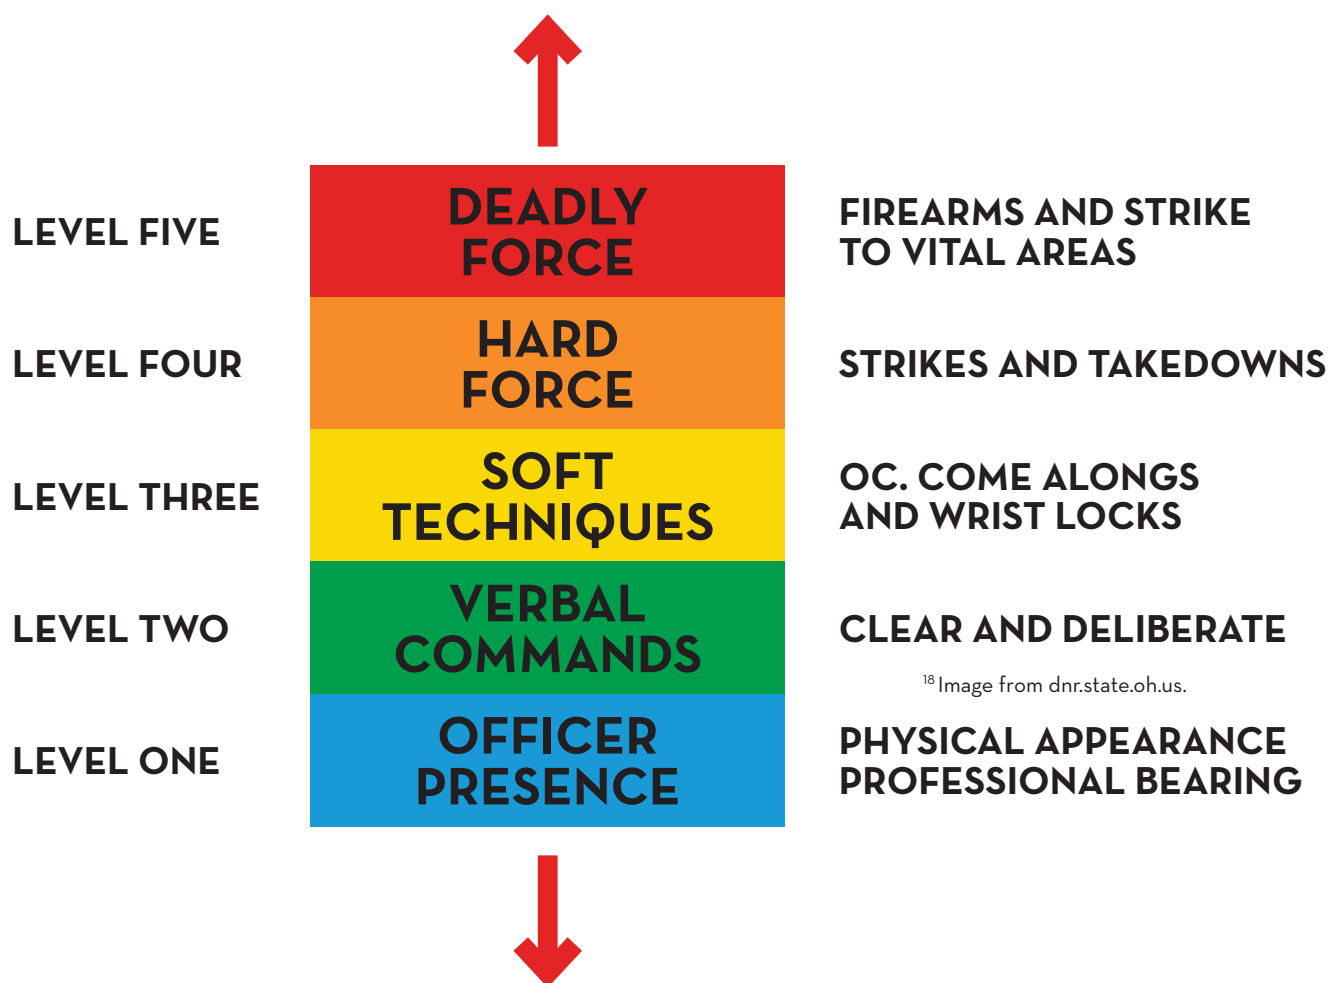 LEVEL FIVE
DEADLY
FORCE
FIREARMS AND STRIKE
TO VITAL AREAS
LEVEL FOUR
HARD
FORCE
STRIKES AND TAKEDOWNS
LEVEL THREE
SOFT
TECHNIQUES
OC. COME ALONGS
AND WRIST LOCKS
LEVEL TWO
VERBAL
COMMANDS
CLEAR AND DELIBERATE
18 Image from dnr.state.oh.us.
LEVEL ONE
OFFICER
PRESENCE
PHYSICAL APPEARANCE
PROFESSIONAL BEARING